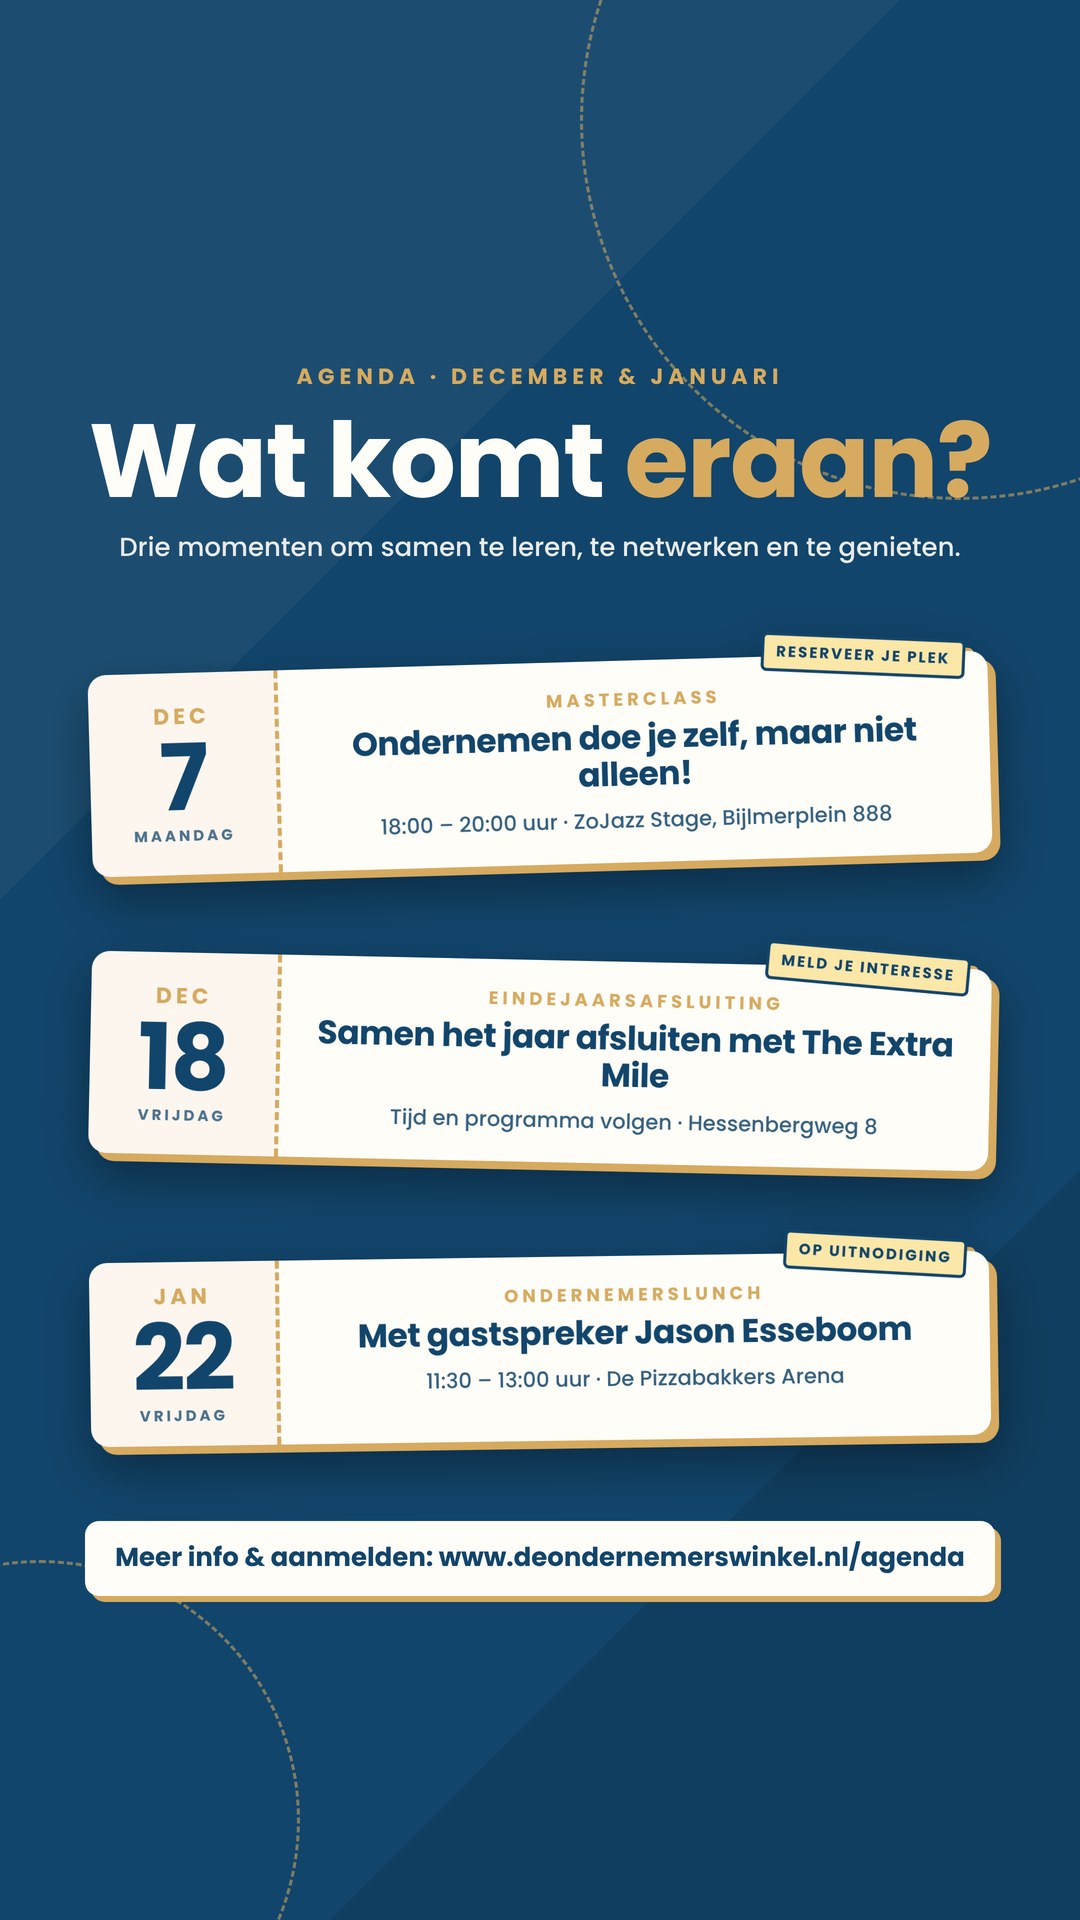 AGENDA · DECEMBER & JANUARI
Wat komt eraan?
Drie momenten om samen te leren, te netwerken en te genieten.
RESERVEER JE PLEK
DEC
7
MAANDAG
MASTERCLASS
Ondernemen doe je zelf, maar niet
alleen!
18:00 – 20:00 uur · ZoJazz Stage, Bijlmerplein 888
MELD JE INTERESSE
DEC
18
VRIJDAG
EINDEJAARSAFSLUITING
Samen het jaar afsluiten met The Extra
Mile
Tijd en programma volgen · Hessenbergweg 8
OP UITNODIGING
JAN
22
VRIJDAG
ONDERNEMERSLUNCH
Met gastspreker Jason Esseboom
11:30 – 13:00 uur · De Pizzabakkers Arena
Meer info & aanmelden: www.deondernemerswinkel.nl/agenda